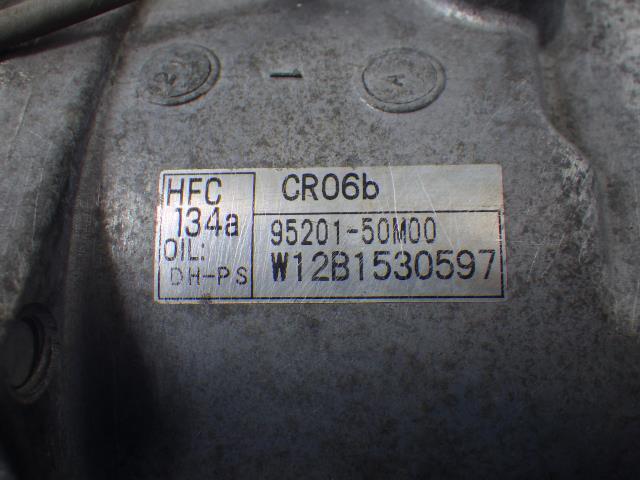 A
HFC
134a
OIL:
DH-PS
CR06b
95201-50M00
W12B1530597